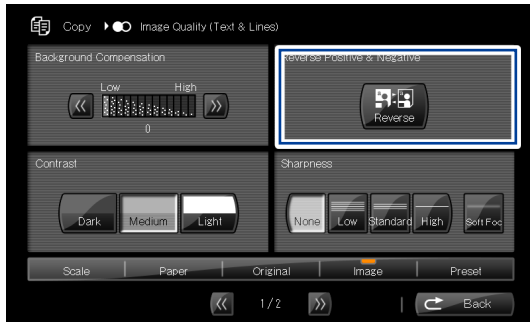 Copy Image Quality (Text & Lines)
Background Compensation
Low High
0
Reverse Positive & Negative
Reverse
Contrast
Dark Medium Light
Sharpness
None Low Standard High Soft Foc
Scale Paper Original Image Preset
1/2
Back